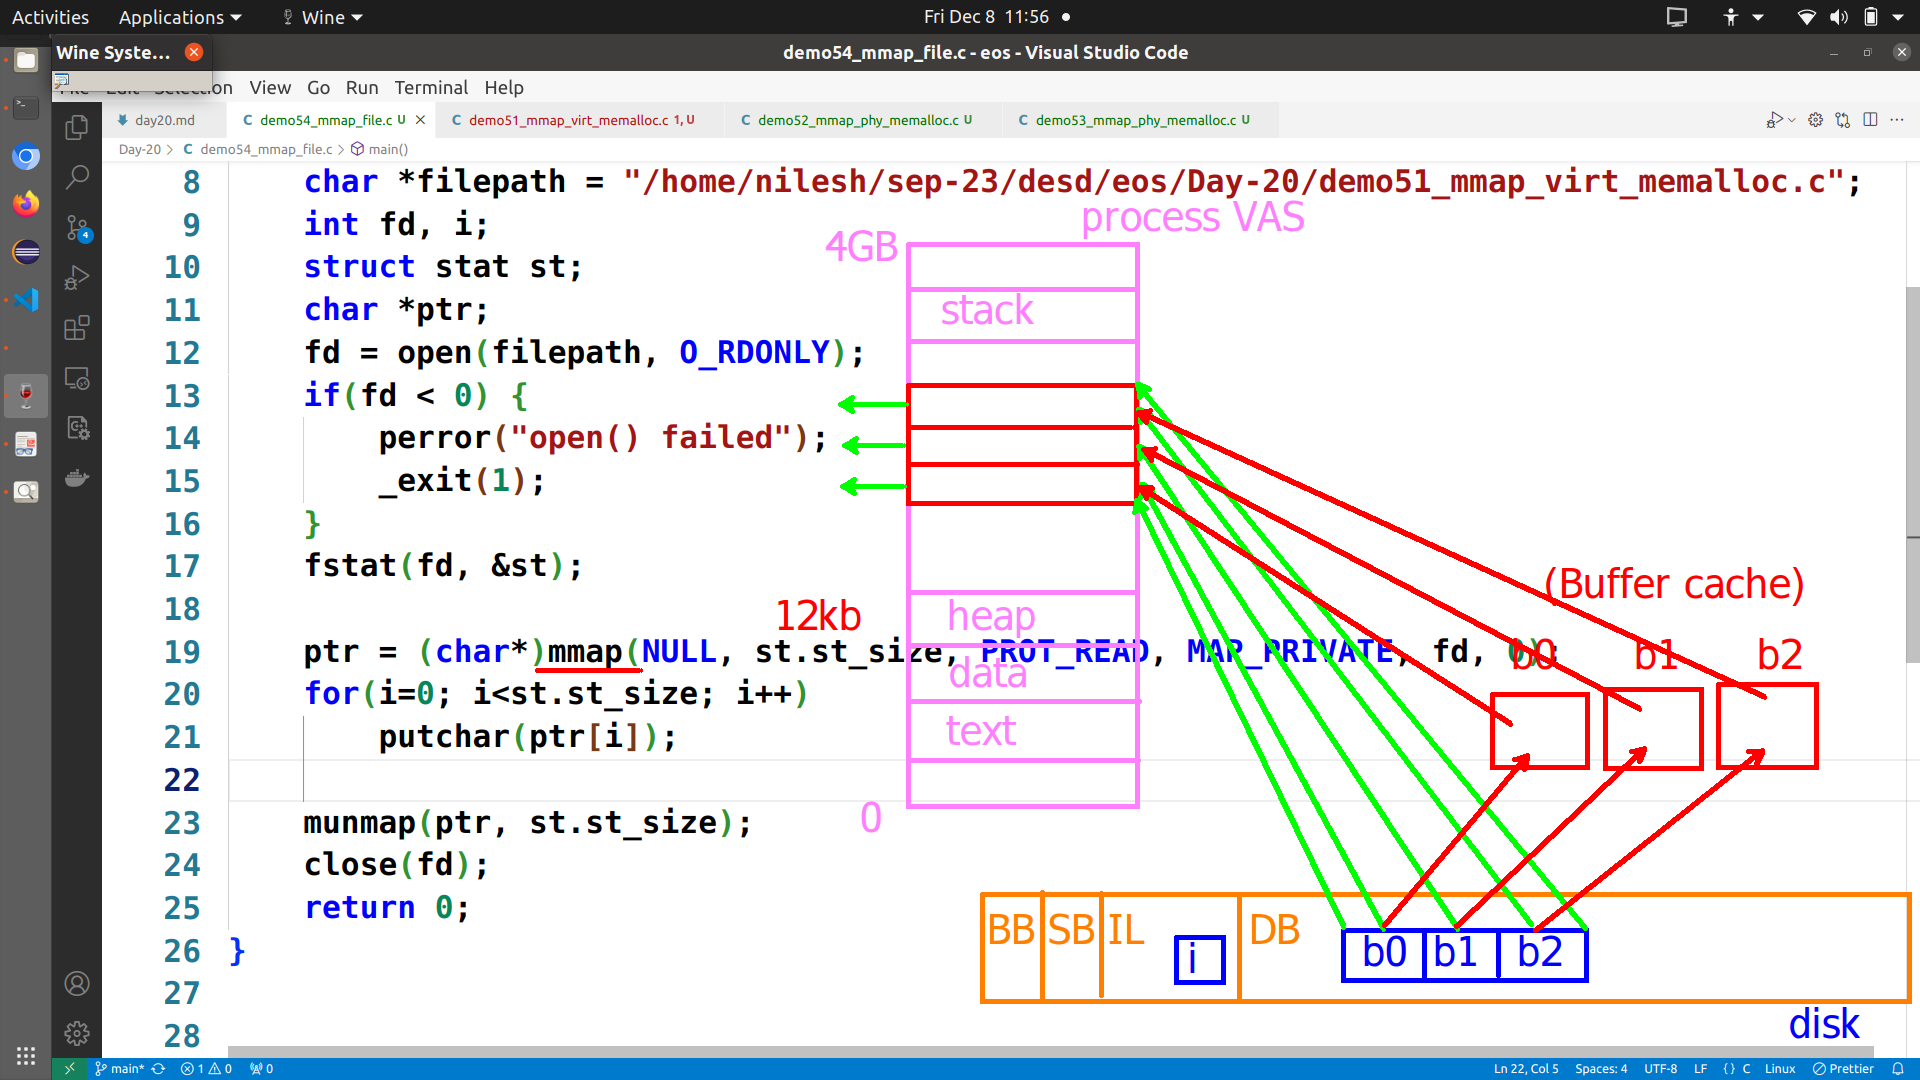 Activities Applications Wine Fri Dec 8 11:56
Wine Syste... demo54_mmap_file.c - eos - Visual Studio Code
Selection View Go Run Terminal Help
day20.md C demo54_mmap_file.c U C demo51_mmap_virt_memalloc.c 1, U C demo52_mmap_phy_memalloc.c U C demo53_mmap_phy_memalloc.c U
Day-20 > C demo54_mmap_file.c > main()
8 char *filepath = "/home/nilesh/sep-23/desd/eos/Day-20/demo51_mmap_virt_memalloc.c";
process VAS
9 int fd, i;
4GB
10 struct stat st;
11 char *ptr;
stack
12 fd = open(filepath, O_RDONLY);
13 if(fd < 0) {
14 perror("open() failed");
15 _exit(1);
16 }
17 fstat(fd, &st);
(Buffer cache)
18
12kb heap
19 ptr = (char*)mmap(NULL, st.st_size, PROT_READ, MAP_PRIVATE, fd, 0);
b0 b1 b2
data
20 for(i=0; i<st.st_size; i++)
21 putchar(ptr[i]);
text
22
23 munmap(ptr, st.st_size);
0
24 close(fd);
25 return 0;
BB SB IL i DB b0 b1 b2
26 }
27
28
disk
main* 1 0 0 Ln 22, Col 5 Spaces: 4 UTF-8 LF {} C Linux Prettier
4